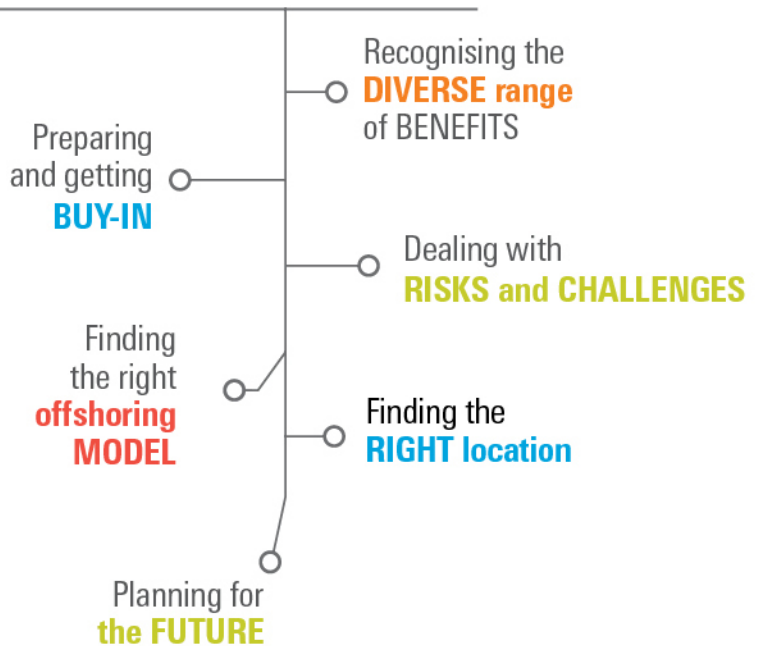 Recognising the
DIVERSE range
of BENEFITS
Preparing
and getting
BUY-IN
Dealing with
RISKS and CHALLENGES
Finding
the right
offshoring
MODEL
Finding the
RIGHT location
Planning for
the FUTURE